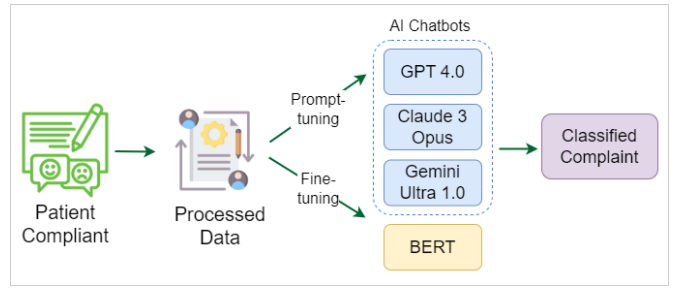 Patient
Compliant
Processed
Data
Prompt-
tuning
Fine-
tuning
AI Chatbots
GPT 4.0
Claude 3
Opus
Gemini
Ultra 1.0
BERT
Classified
Complaint